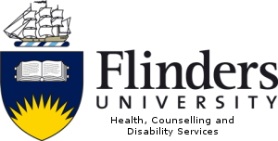 Flinders
UNIVERSITY
Health, Counselling and
Disability Services